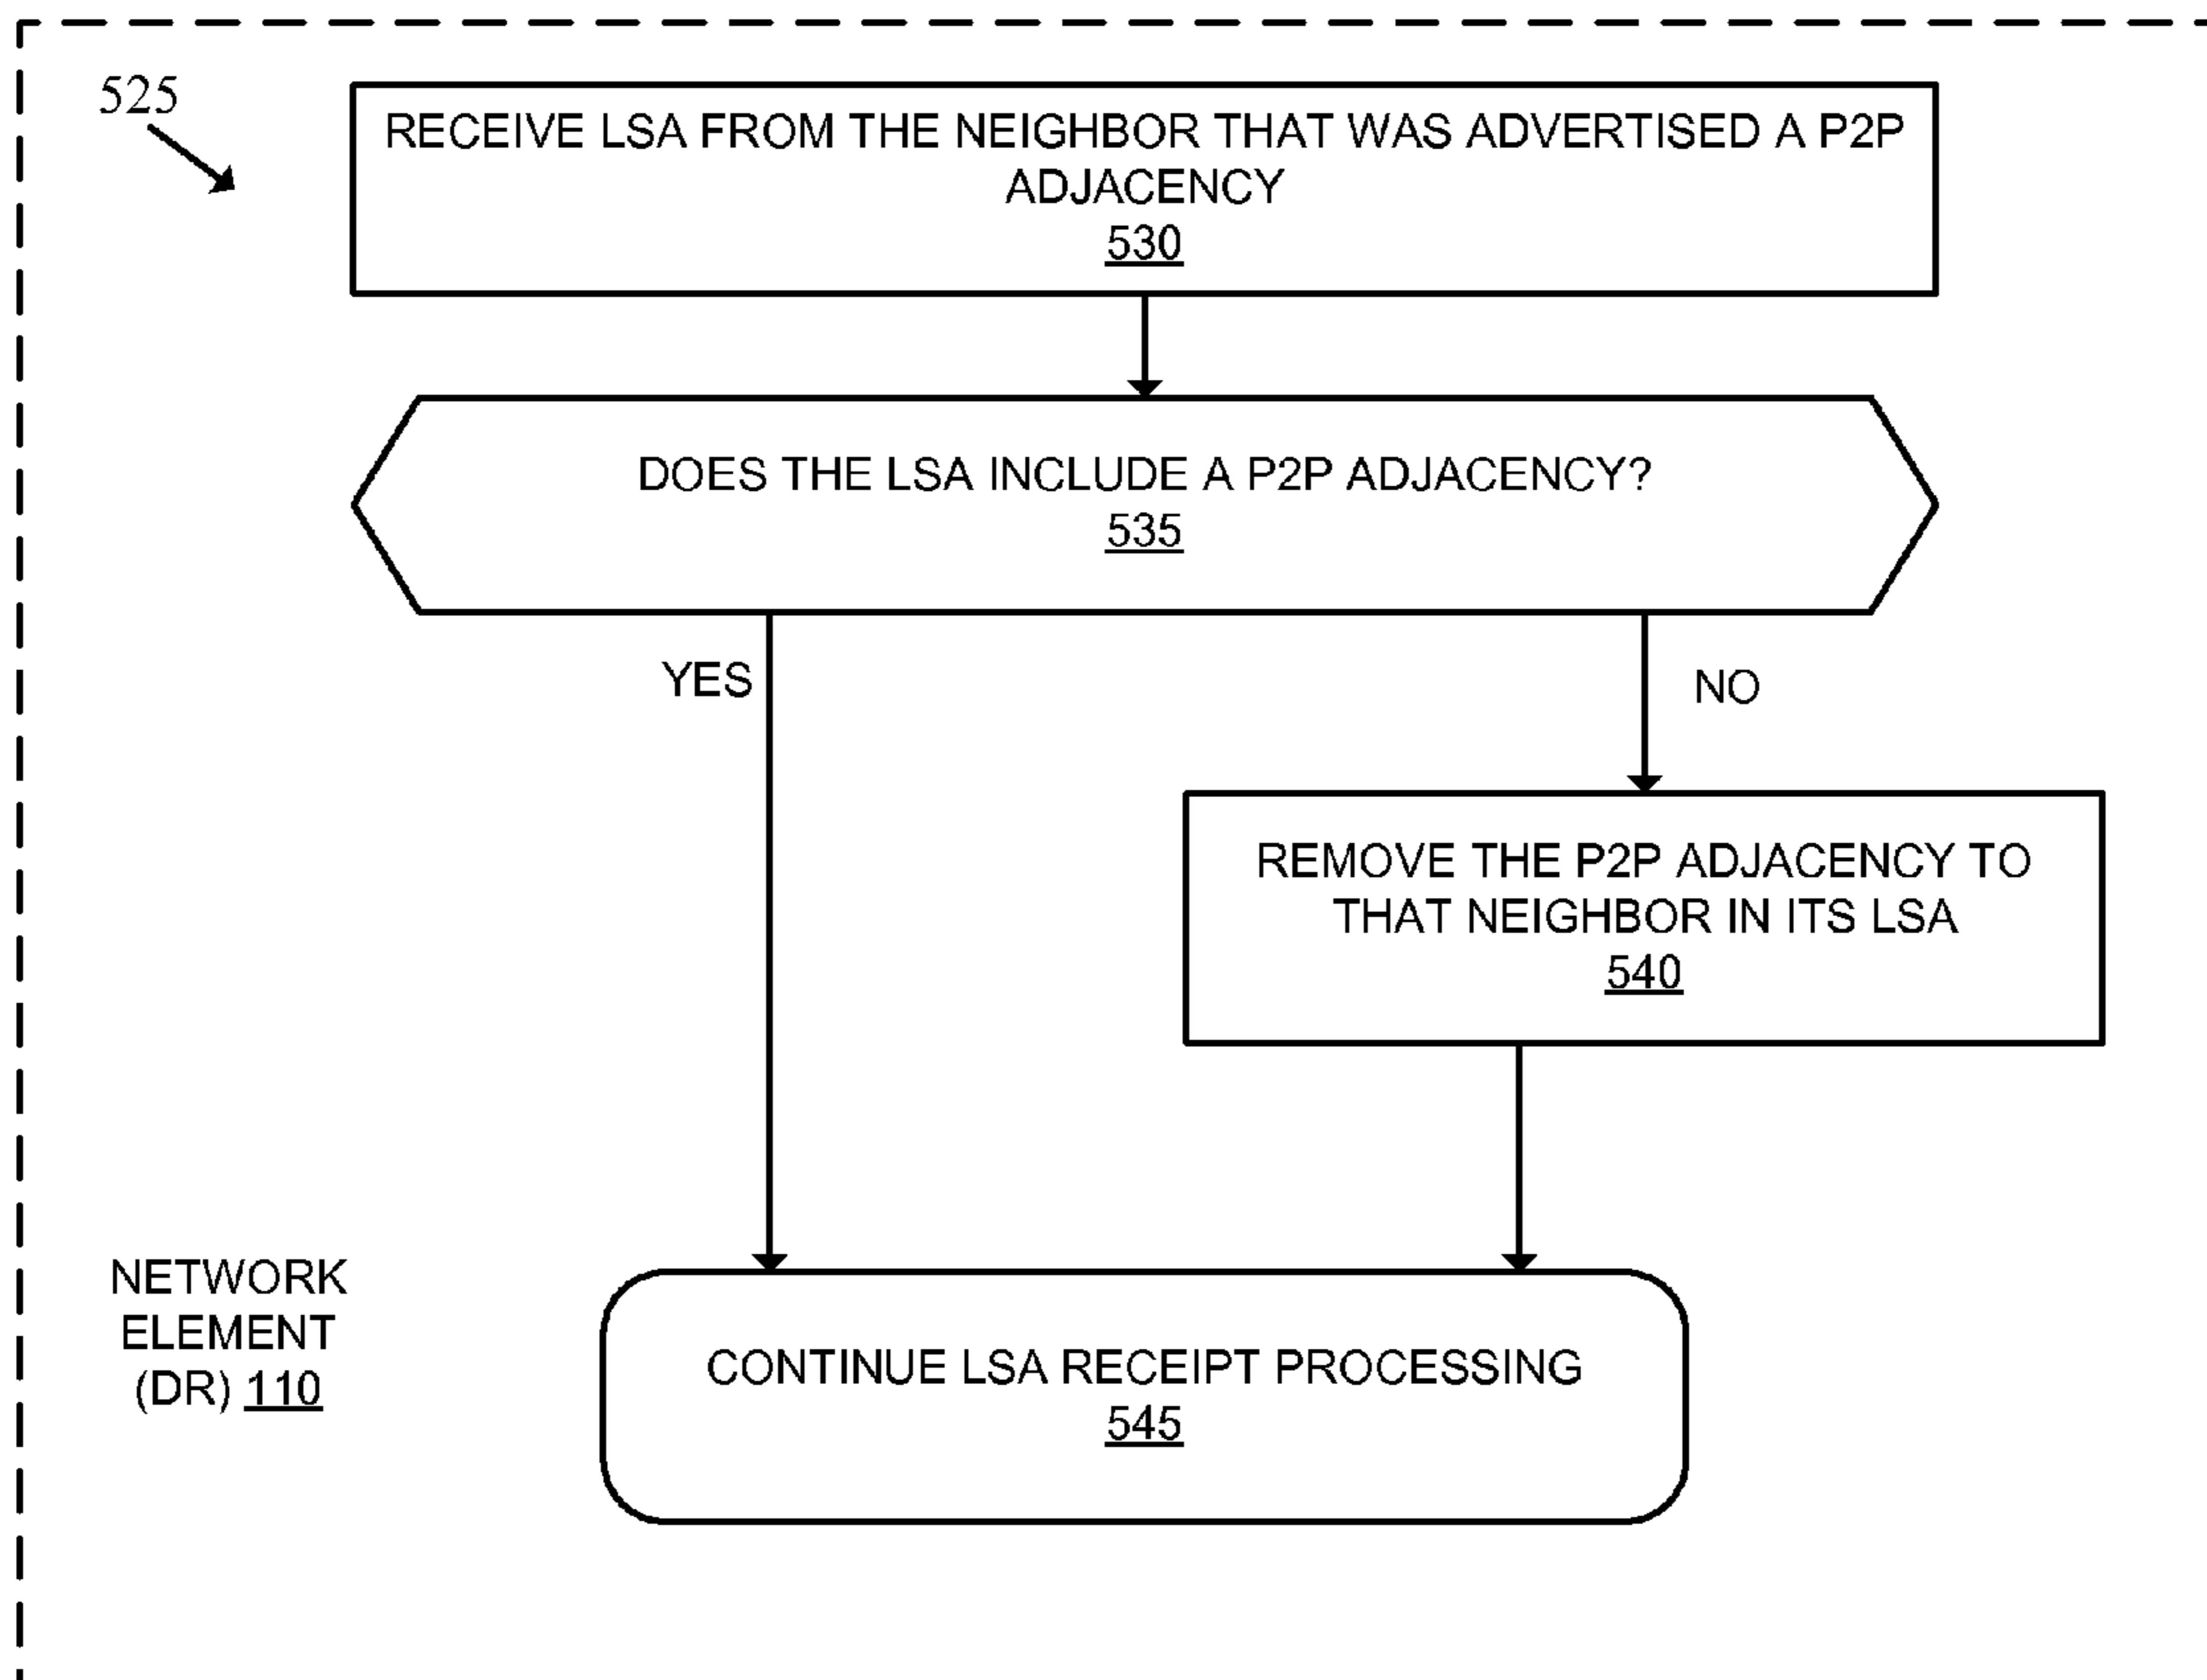 525
RECEIVE LSA FROM THE NEIGHBOR THAT WAS ADVERTISED A P2P
ADJACENCY
530
DOES THE LSA INCLUDE A P2P ADJACENCY?
535
YES
NO
REMOVE THE P2P ADJACENCY TO
THAT NEIGHBOR IN ITS LSA
540
NETWORK
ELEMENT
(DR) 110
CONTINUE LSA RECEIPT PROCESSING
545